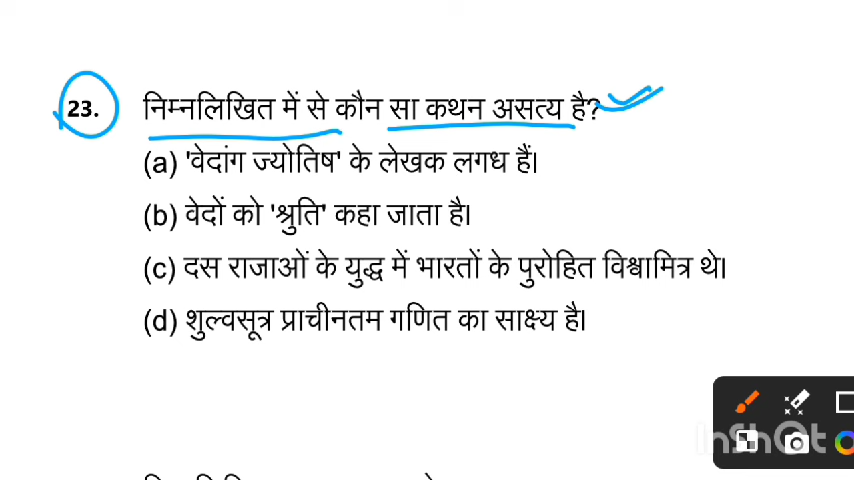 23. निम्नलिखित में से कौन सा कथन असत्य है?
(a) 'वेदांग ज्योतिष' के लेखक लगध हैं।
(b) वेदों को 'श्रुति' कहा जाता है।
(c) दस राजाओं के युद्ध में भारतों के पुरोहित विश्वामित्र थे।
(d) शुल्वसूत्र प्राचीनतम गणित का साक्ष्य है।
InShOt